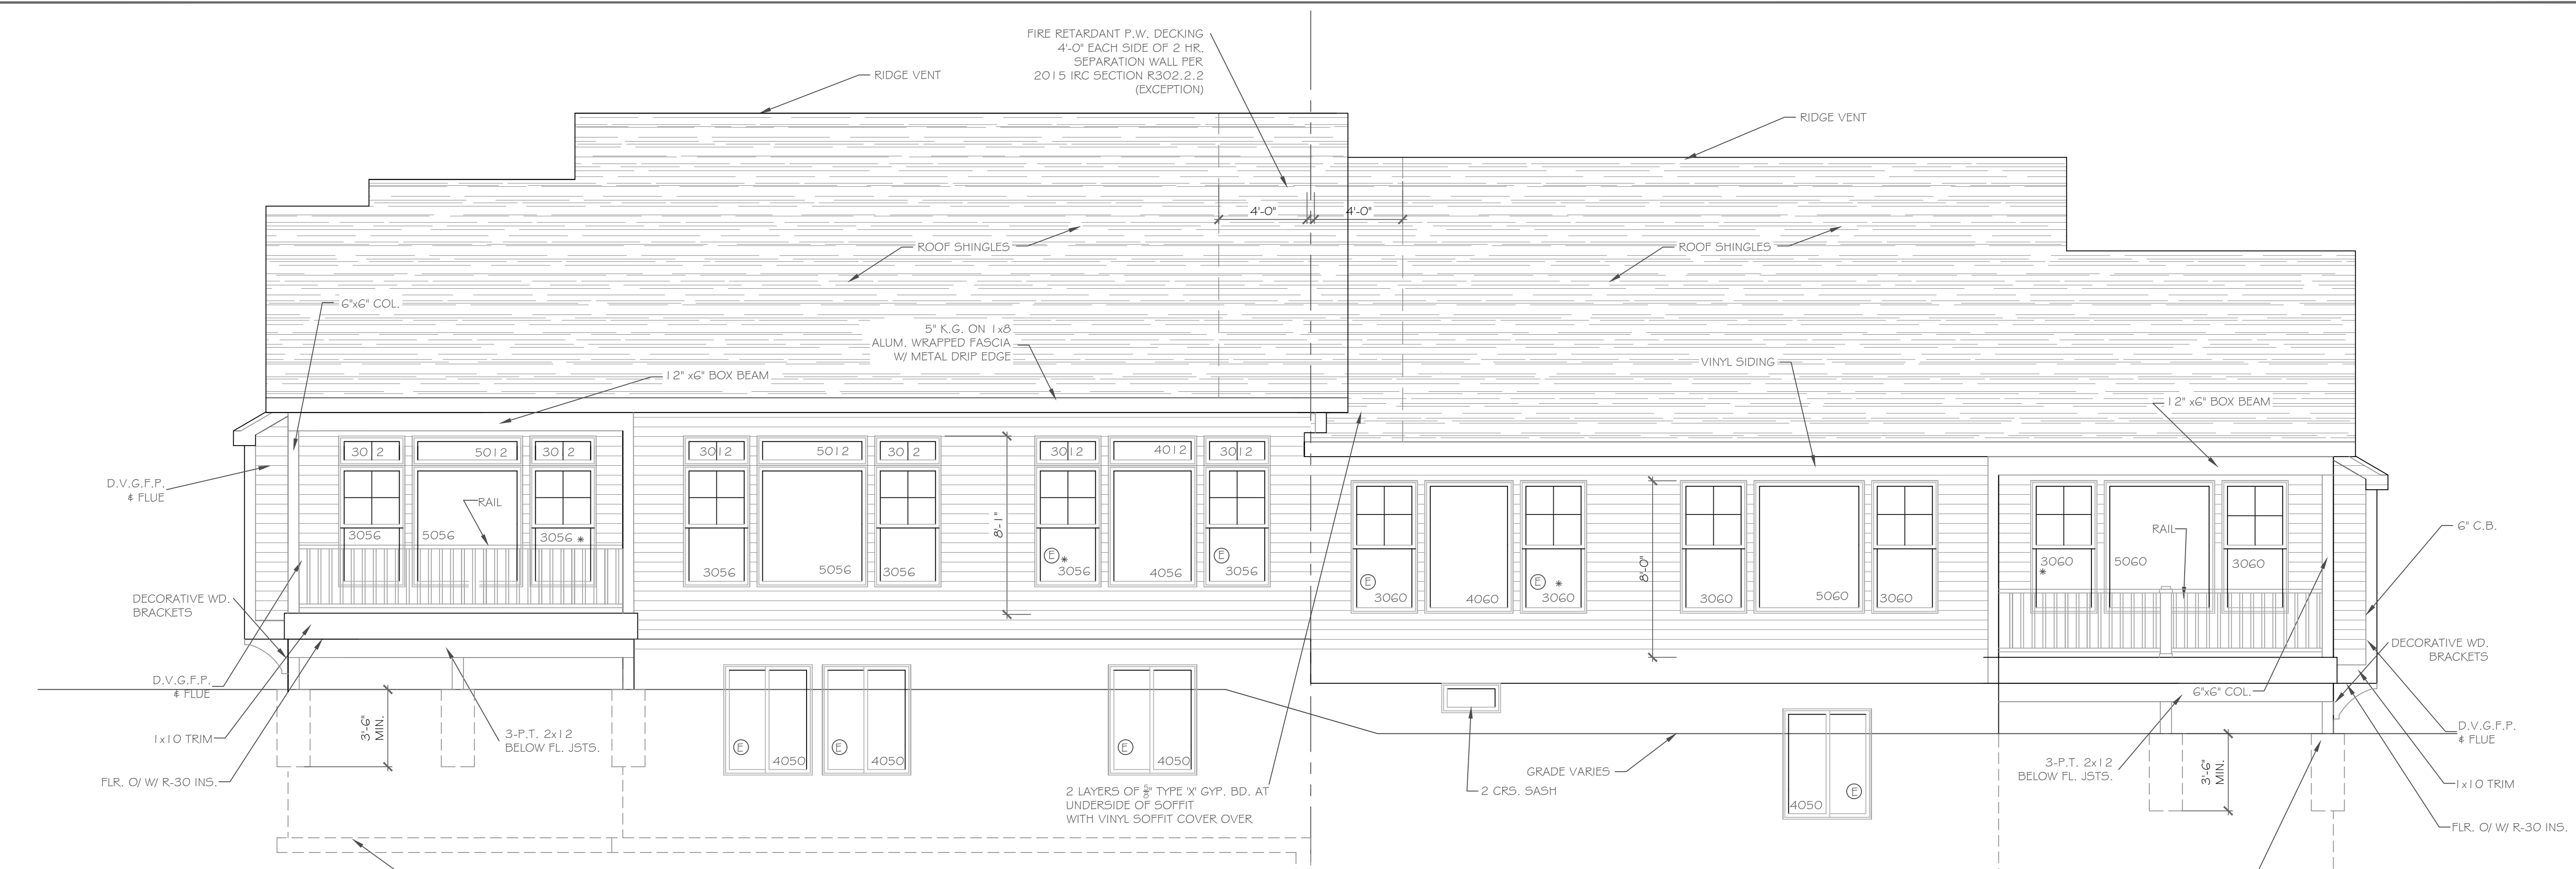 FIRE RETARDANT P.W. DECKING
4'-0" EACH SIDE OF 2 HR.
SEPARATION WALL PER
2015 IRC SECTION R302.2.2
(EXCEPTION)
RIDGE VENT
RIDGE VENT
4'-0"
4'-0"
ROOF SHINGLES
ROOF SHINGLES
6"x6" COL.
5" K.G. ON 1x8
ALUM. WRAPPED FASCIA
W/ METAL DRIP EDGE
12" x6" BOX BEAM
VINYL SIDING
12" x6" BOX BEAM
3012
5012
3012
3012
5012
3012
3012
4012
3012
D.V.G.F.P.
& FLUE
RAIL
3056
5056
3056 *
3056
5056
3056
8'-1"
E *
3056
4056
E
3056
E
3060
4060
E *
3060
8'-0"
3060
5060
3060
RAIL
3060
*
5060
3060
6" C.B.
DECORATIVE WD.
BRACKETS
DECORATIVE WD.
BRACKETS
D.V.G.F.P.
& FLUE
6"x6" COL.
1x10 TRIM
3'-6"
MIN.
3-P.T. 2x12
BELOW FL. JSTS.
E
4050
E
4050
E
4050
D.V.G.F.P.
& FLUE
FLR. O/ W/ R-30 INS.
GRADE VARIES
2 CRS. SASH
3-P.T. 2x12
BELOW FL. JSTS.
3'-6"
MIN.
1x10 TRIM
2 LAYERS OF 5/8" TYPE 'X' GYP. BD. AT
UNDERSIDE OF SOFFIT
WITH VINYL SOFFIT COVER OVER
4050
E
FLR. O/ W/ R-30 INS.